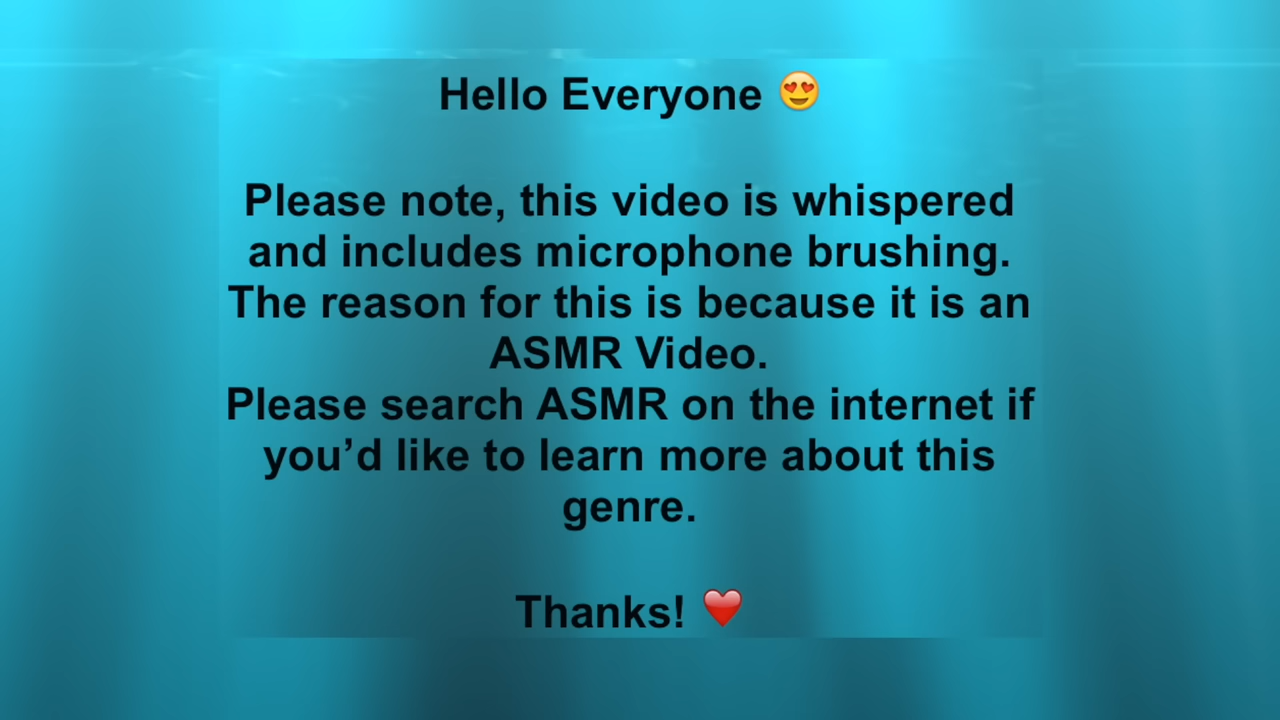 Hello Everyone 😍
Please note, this video is whispered
and includes microphone brushing.
The reason for this is because it is an
ASMR Video.
Please search ASMR on the internet if
you’d like to learn more about this
genre.
Thanks! ❤️